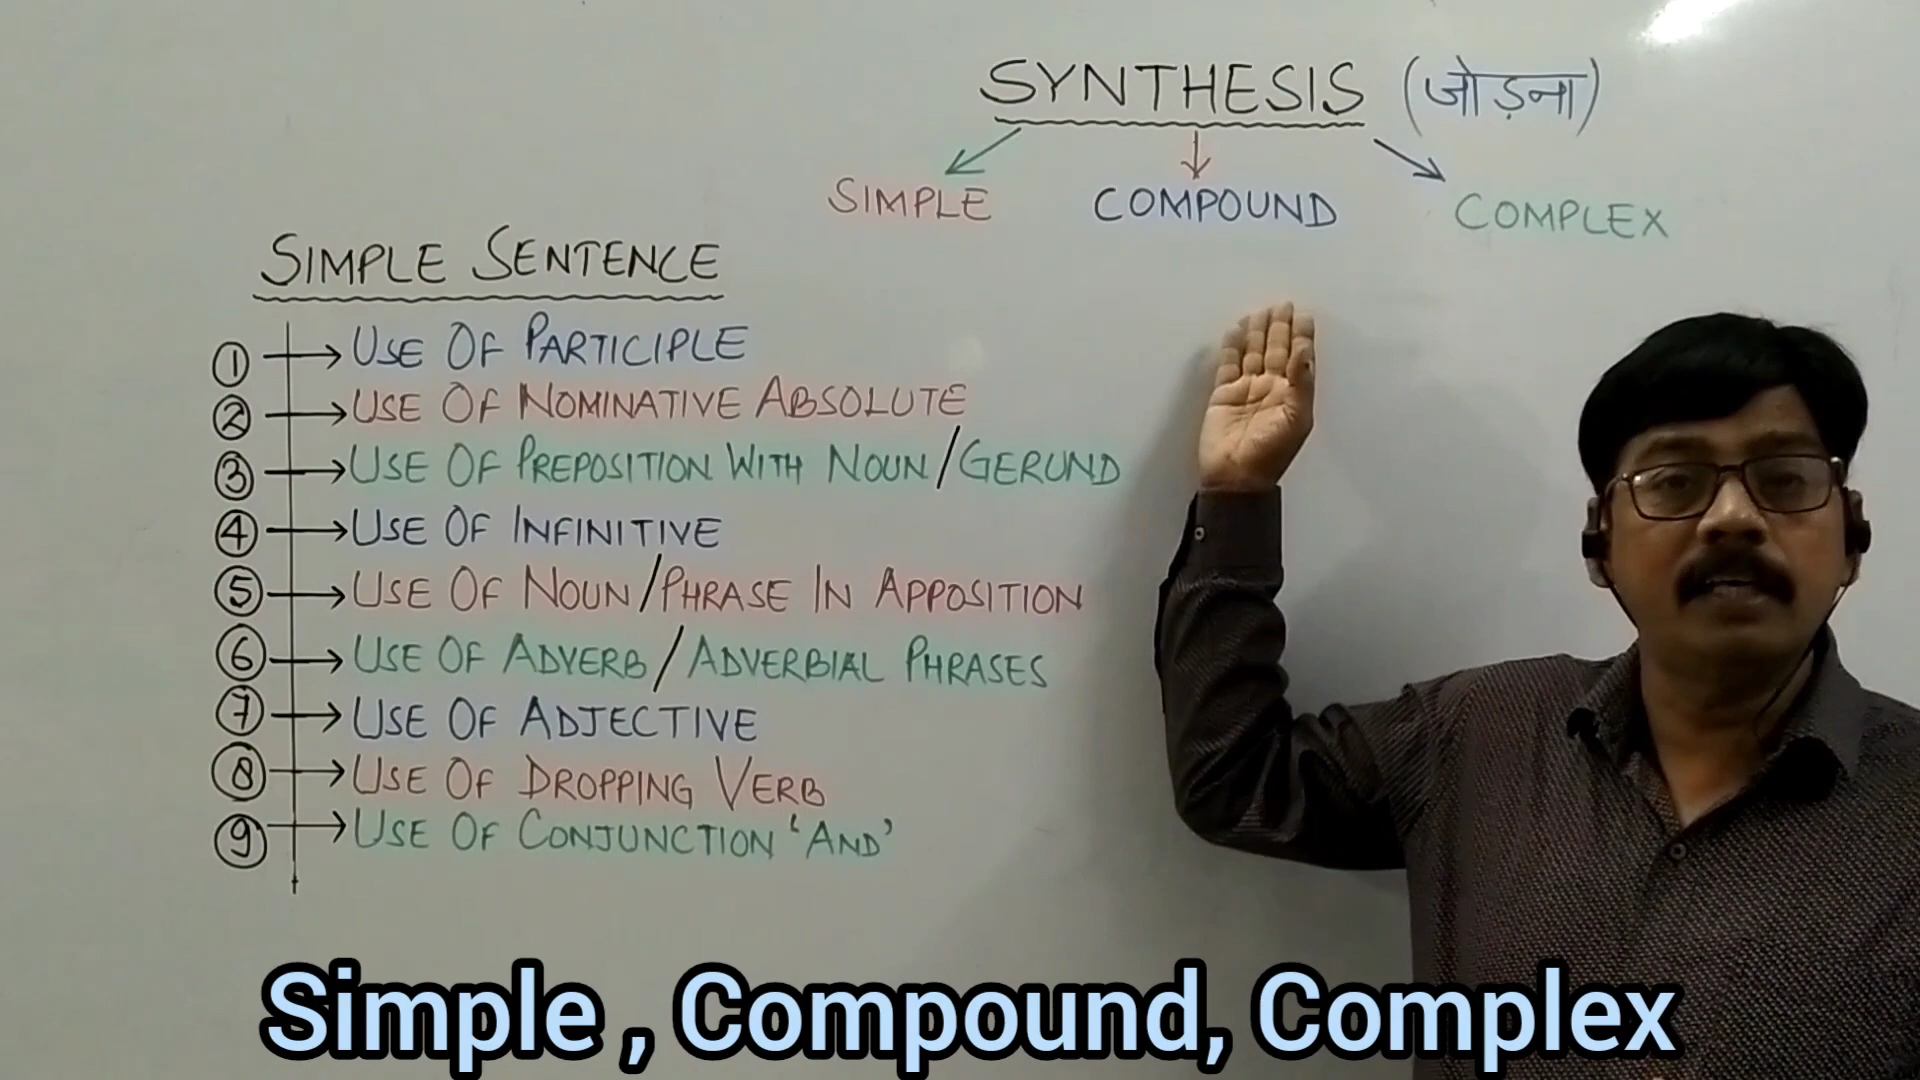 SYNTHESIS (जोड़ना)
SIMPLE COMPOUND COMPLEX
SIMPLE SENTENCE
1 → USE OF PARTICIPLE
2 → USE OF NOMINATIVE ABSOLUTE
3 → USE OF PREPOSITION WITH NOUN/GERUND
4 → USE OF INFINITIVE
5 → USE OF NOUN/PHRASE IN APPOSITION
6 → USE OF ADVERB/ADVERBIAL PHRASES
7 → USE OF ADJECTIVE
8 → USE OF DROPPING VERB
9 → USE OF CONJUNCTION 'AND'
Simple , Compound, Complex